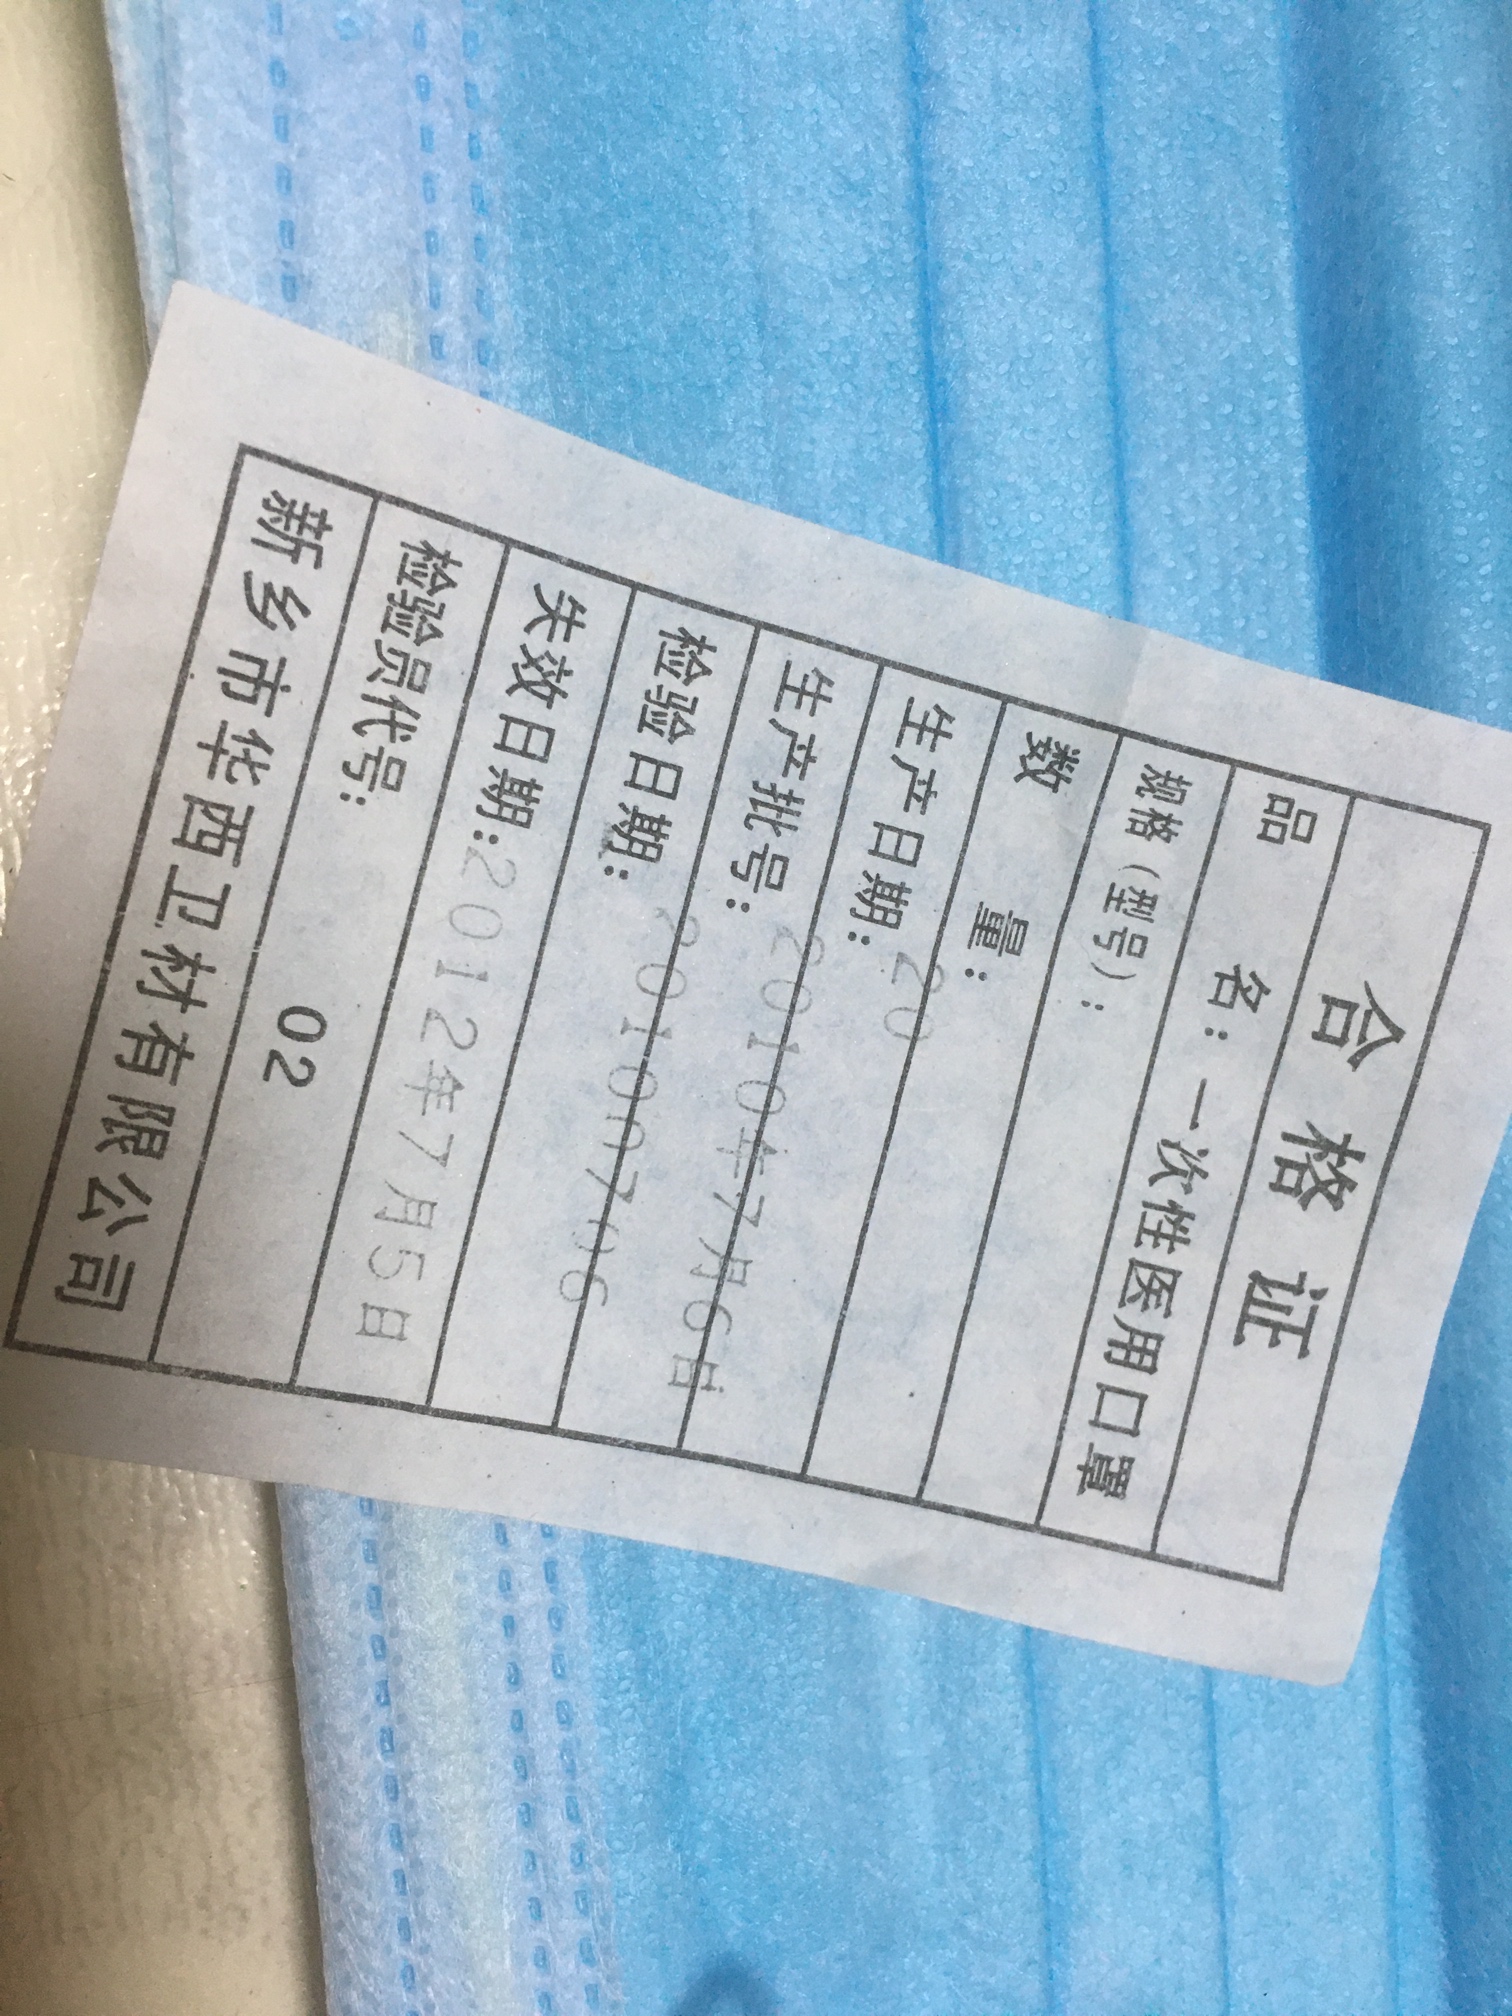 合格证
品 名：一次性医用口罩
规格（型号）：
数 量：
生产日期：20
生产批号：2010年7月6日
检验日期：20100706
失效日期：2012年7月5日
检验员代号： 02
新乡市华西卫材有限公司